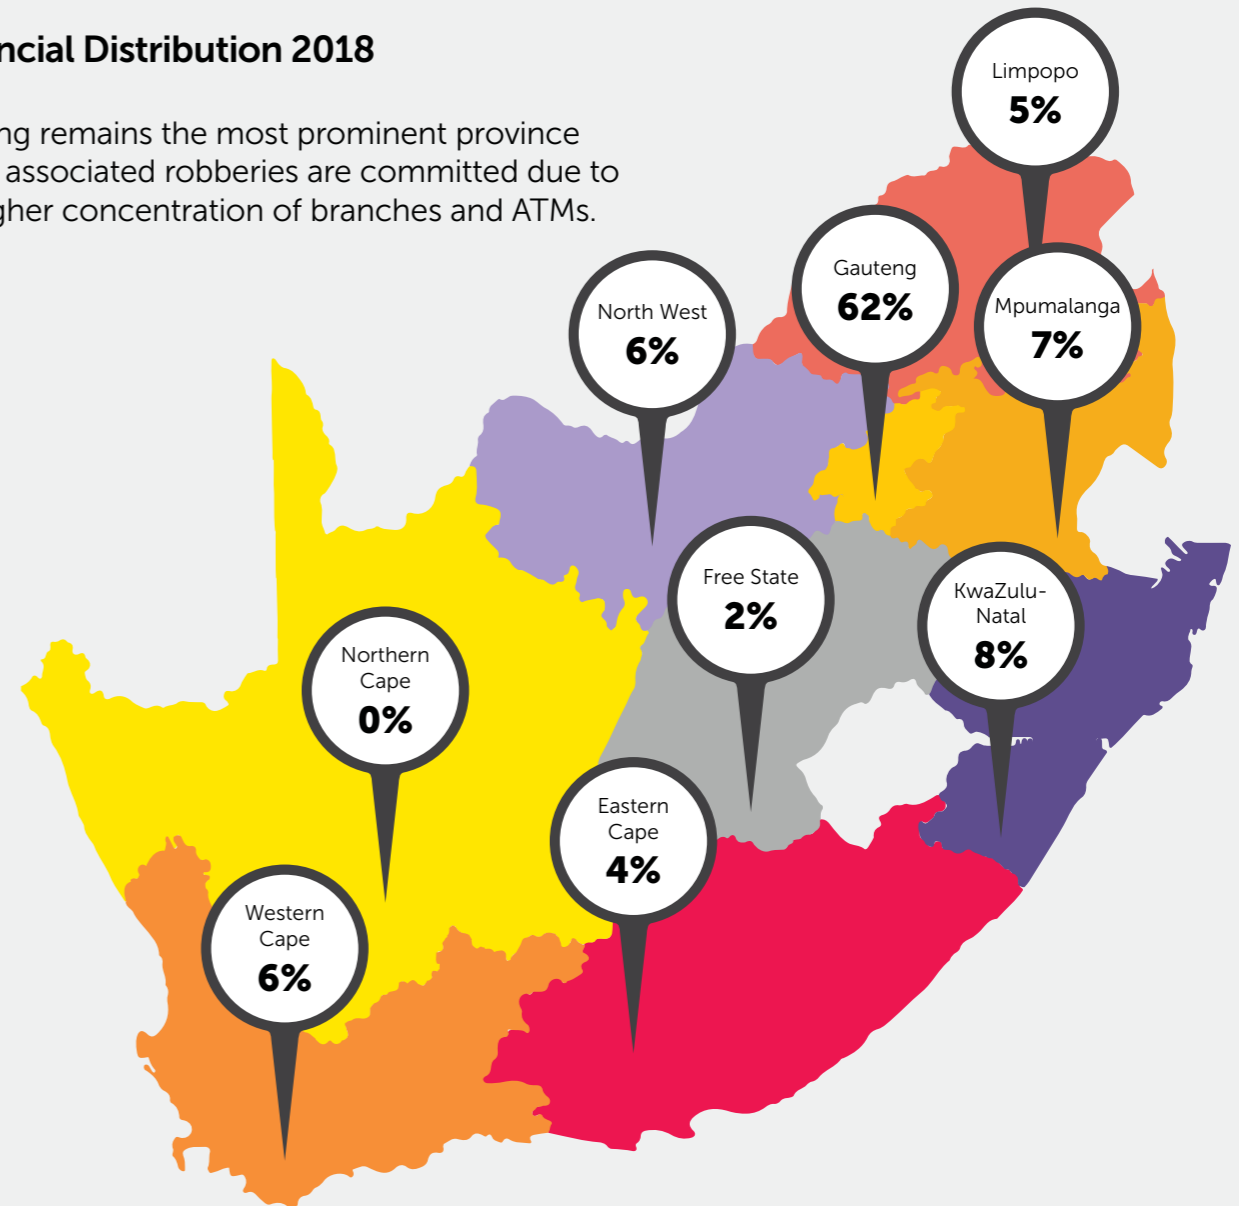 ncial Distribution 2018
ng remains the most prominent province
associated robberies are committed due to
gher concentration of branches and ATMs.
Limpopo
5%
Gauteng
62%
Mpumalanga
7%
North West
6%
Free State
2%
KwaZulu-
Natal
8%
Northern
Cape
0%
Eastern
Cape
4%
Western
Cape
6%